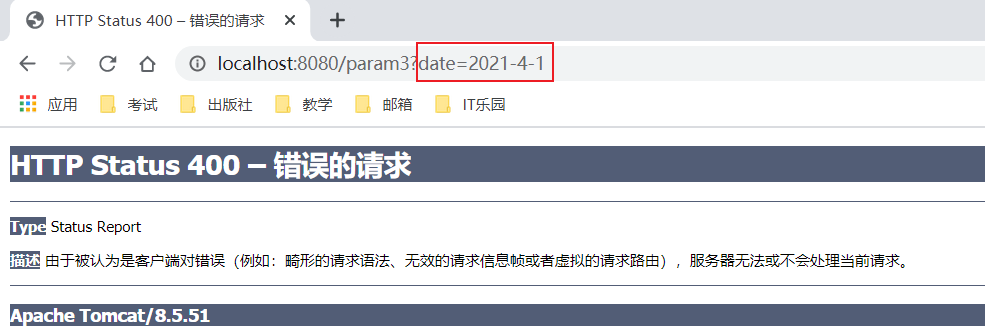 HTTP Status 400 – 错误的请求
localhost:8080/param3?date=2021-4-1
应用 考试 出版社 教学 邮箱 IT乐园
HTTP Status 400 – 错误的请求
Type Status Report
描述 由于被认为是客户端对错误（例如：畸形的请求语法、无效的请求信息帧或者虚拟的请求路由），服务器无法或不会处理当前请求。
Apache Tomcat/8.5.51